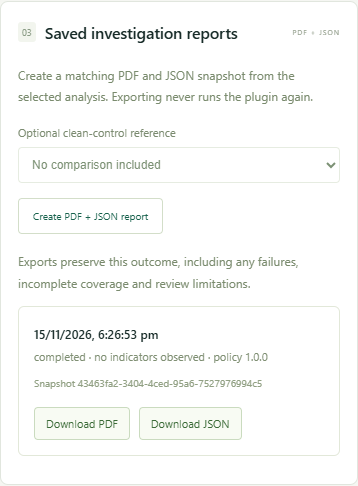 03 Saved investigation reports PDF + JSON
Create a matching PDF and JSON snapshot from the
selected analysis. Exporting never runs the plugin again.
Optional clean-control reference
No comparison included
Create PDF + JSON report
Exports preserve this outcome, including any failures,
incomplete coverage and review limitations.
15/11/2026, 6:26:53 pm
completed · no indicators observed · policy 1.0.0
Snapshot 43463fa2-3404-4ced-95a6-7527976994c5
Download PDF Download JSON